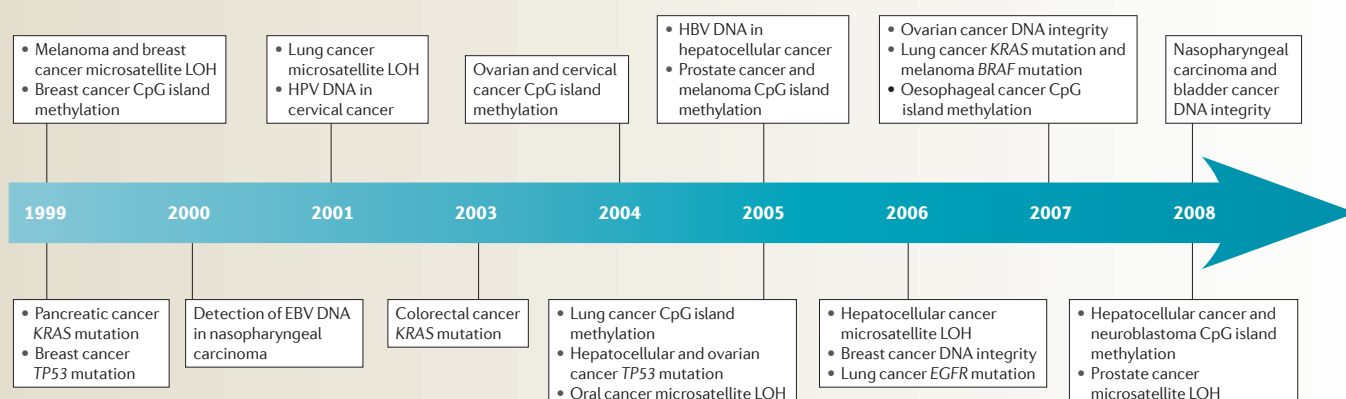 • Melanoma and breast
cancer microsatellite LOH
• Breast cancer CpG island
methylation
• Lung cancer
microsatellite LOH
• HPV DNA in
cervical cancer
Ovarian and cervical
cancer CpG island
methylation
• HBV DNA in
hepatocellular cancer
• Prostate cancer and
melanoma CpG island
methylation
• Ovarian cancer DNA integrity
• Lung cancer KRAS mutation and
melanoma BRAF mutation
• Oesophageal cancer CpG
island methylation
Nasopharyngeal
carcinoma and
bladder cancer
DNA integrity
1999 2000 2001 2003 2004 2005 2006 2007 2008
• Pancreatic cancer
KRAS mutation
• Breast cancer
TP53 mutation
Detection of EBV DNA
in nasopharyngeal
carcinoma
Colorectal cancer
KRAS mutation
• Lung cancer CpG island
methylation
• Hepatocellular and ovarian
cancer TP53 mutation
• Oral cancer microsatellite LOH
• Hepatocellular cancer
microsatellite LOH
• Breast cancer DNA integrity
• Lung cancer EGFR mutation
• Hepatocellular cancer and
neuroblastoma CpG island
methylation
• Prostate cancer
microsatellite LOH